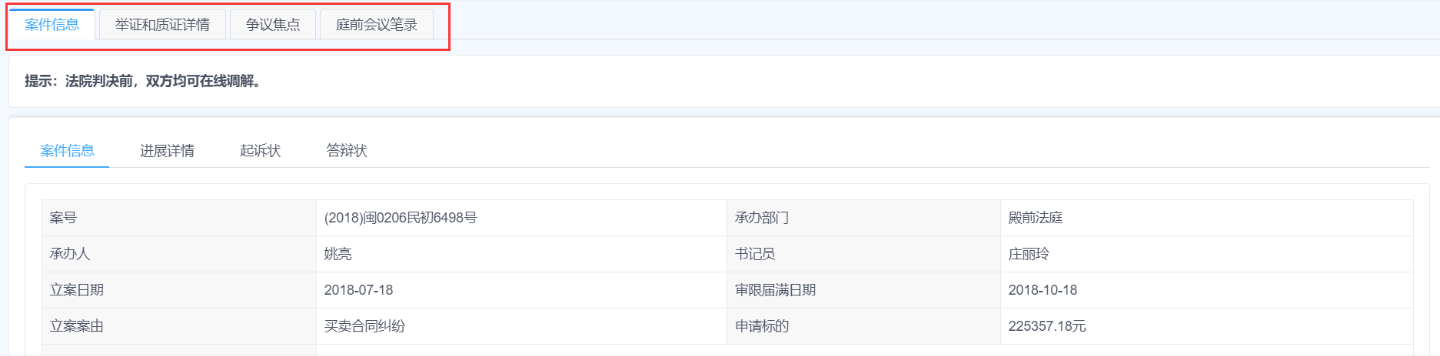 案件信息 举证和质证详情 争议焦点 庭前会议笔录
提示：法院判决前，双方均可在线调解。
案件信息 进展详情 起诉状 答辩状
案号 (2018)闽0206民初6498号 承办部门 殿前法庭
承办人 姚亮 书记员 庄丽玲
立案日期 2018-07-18 审限届满日期 2018-10-18
立案案由 买卖合同纠纷 申请标的 225357.18元